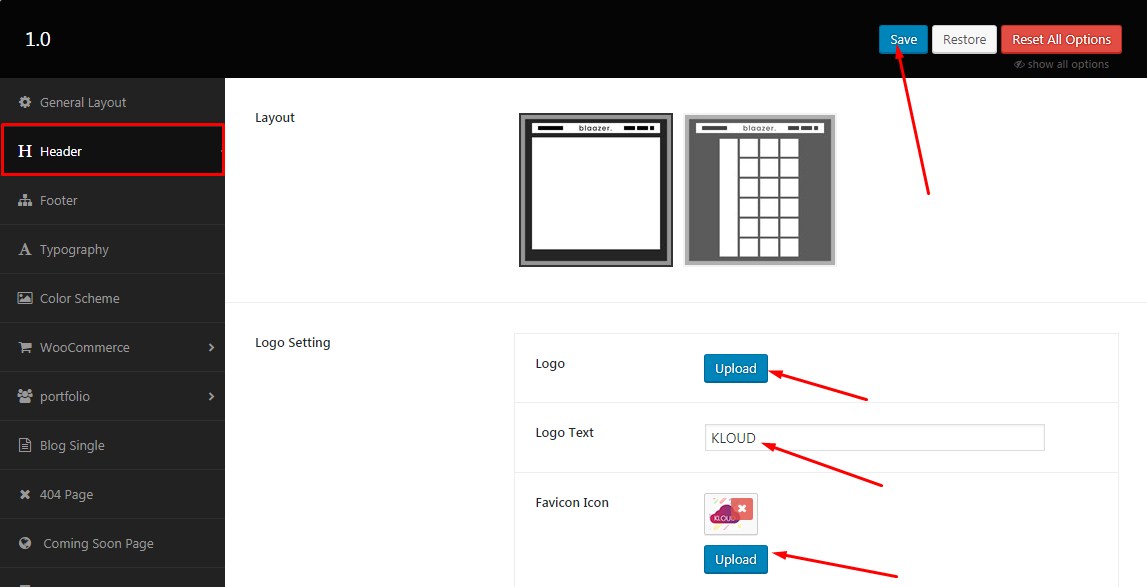 1.0
Save
Restore
Reset All Options
show all options
General Layout
Header
Footer
Typography
Color Scheme
WooCommerce
portfolio
Blog Single
404 Page
Coming Soon Page
Layout
blaazer.
blaazer.
Logo Setting
Logo
Upload
Logo Text
KLOUD
Favicon Icon
KLOUD
Upload